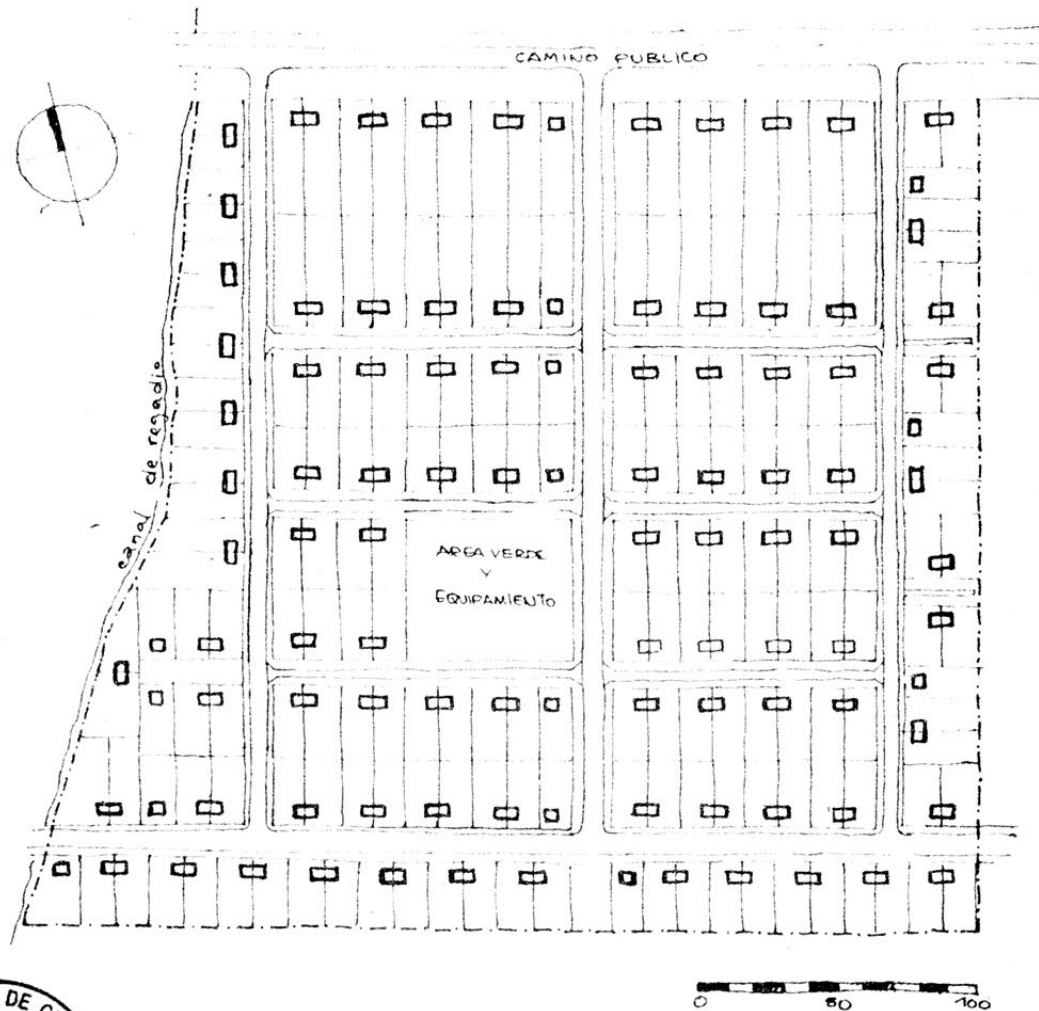 CAMINO PUBLICO
canal de regadio
AREA VERDE
Y
EQUIPAMIENTO
0 50 100
DE